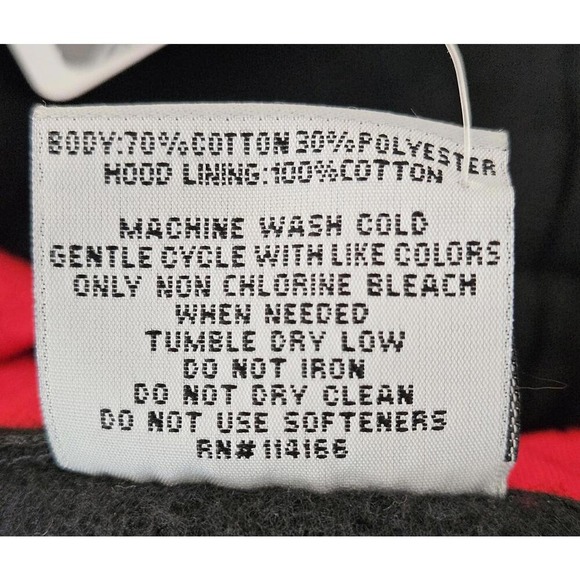 BODY:70%COTTON 30%POLYESTER
HOOD LINING:100%COTTON
MACHINE WASH COLD
GENTLE CYCLE WITH LIKE COLORS
ONLY NON CHLORINE BLEACH
WHEN NEEDED
TUMBLE DRY LOW
DO NOT IRON
DO NOT DRY CLEAN
DO NOT USE SOFTENERS
RN#114166